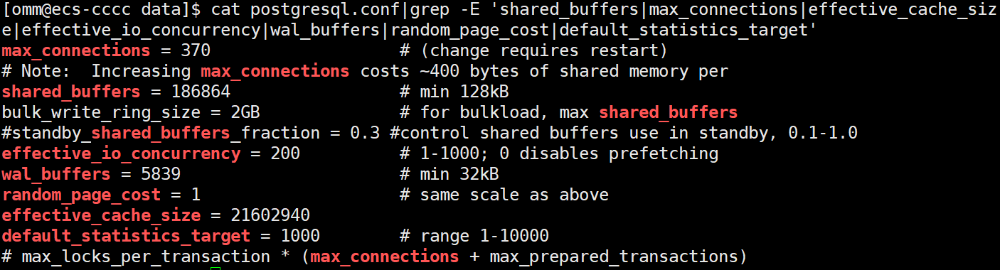 [omm@ecs-cccc data]$ cat postgresql.conf|grep -E 'shared_buffers|max_connections|effective_cache_siz
e|effective_io_concurrency|wal_buffers|random_page_cost|default_statistics_target'
max_connections = 370                   # (change requires restart)
# Note:  Increasing max_connections costs ~400 bytes of shared memory per
shared_buffers = 186864                 # min 128kB
bulk_write_ring_size = 2GB              # for bulkload, max shared_buffers
#standby_shared_buffers_fraction = 0.3 #control shared buffers use in standby, 0.1-1.0
effective_io_concurrency = 200          # 1-1000; 0 disables prefetching
wal_buffers = 5839                      # min 32kB
random_page_cost = 1                    # same scale as above
effective_cache_size = 21602940
default_statistics_target = 1000        # range 1-10000
# max_locks_per_transaction * (max_connections + max_prepared_transactions)